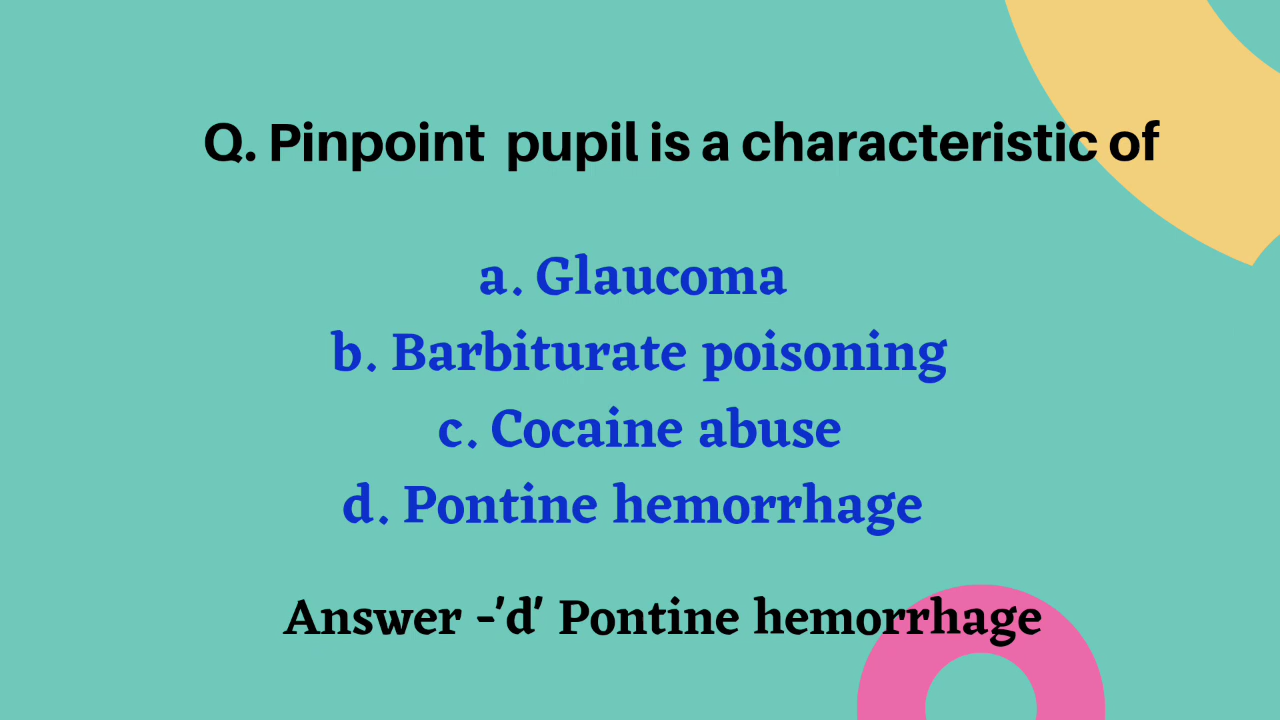 Q. Pinpoint  pupil is a characteristic of
a. Glaucoma
b. Barbiturate poisoning
c. Cocaine abuse
d. Pontine hemorrhage
Answer -'d' Pontine hemorrhage